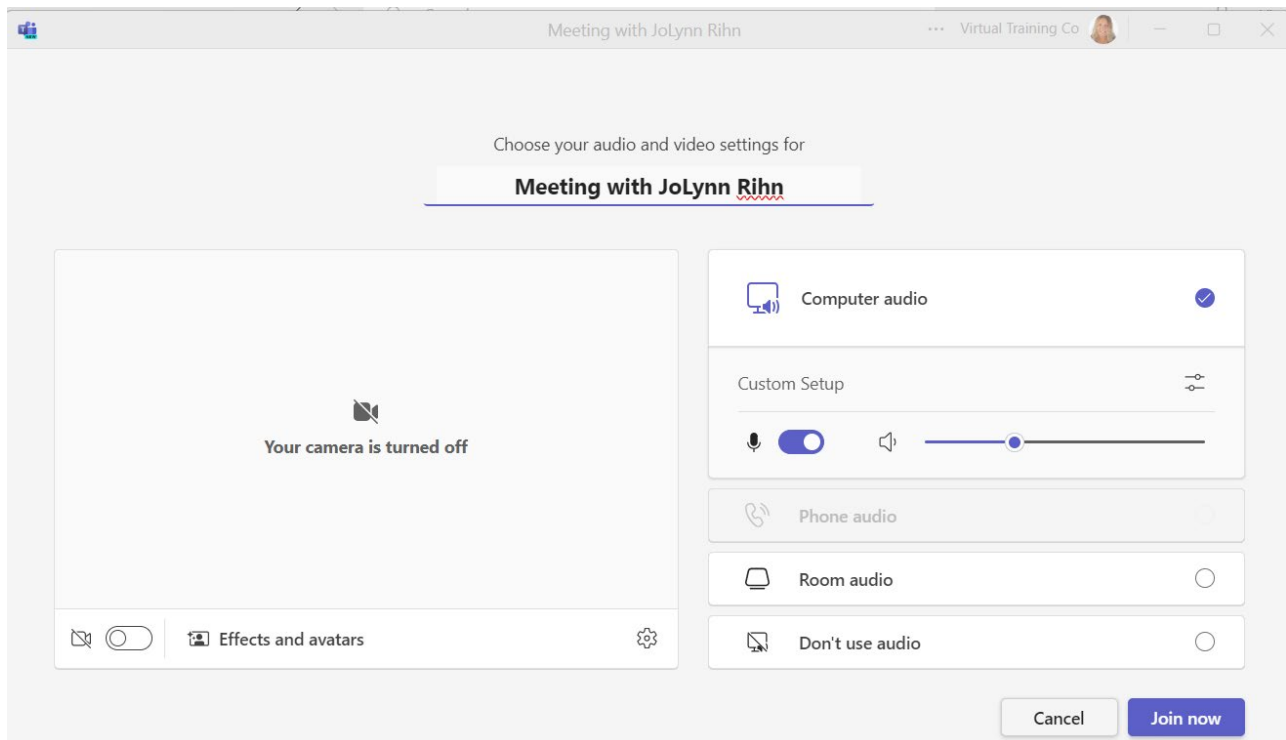 Meeting with JoLynn Rihn
... Virtual Training Co
Choose your audio and video settings for
Meeting with JoLynn Rihn
Your camera is turned off
Effects and avatars
Computer audio
Custom Setup
Phone audio
Room audio
Don't use audio
Cancel
Join now